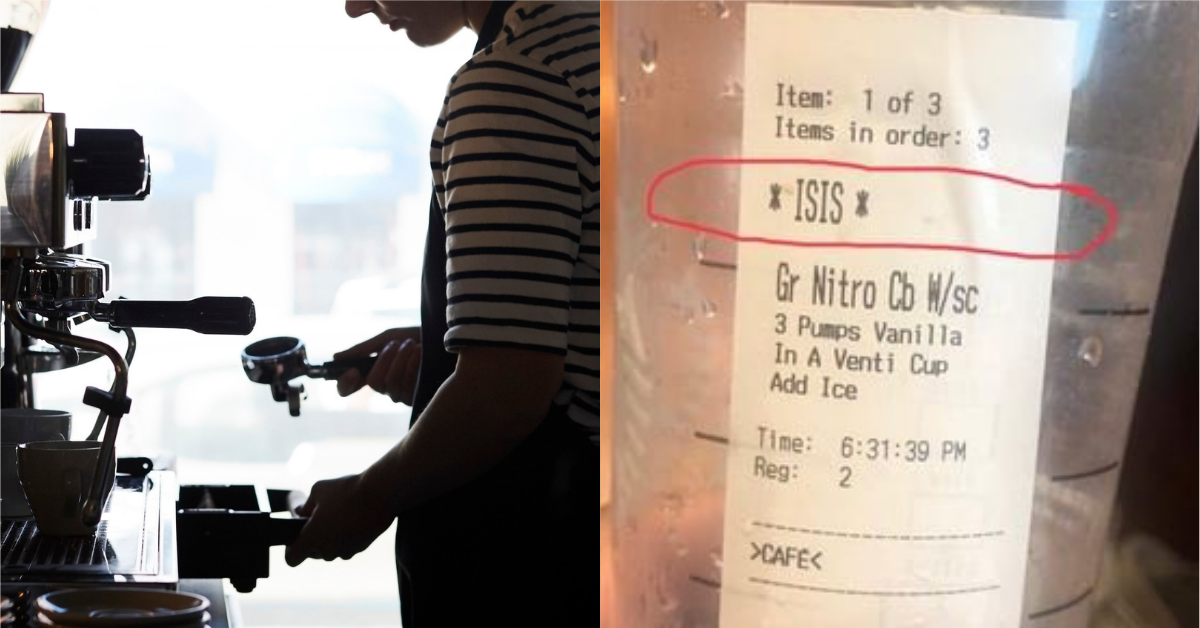 Item: 1 of 3
Items in order: 3
* ISIS *
Gr Nitro Cb W/sc
3 Pumps Vanilla
In A Venti Cup
Add Ice
Time: 6:31:39 PM
Reg: 2
>CAFE<